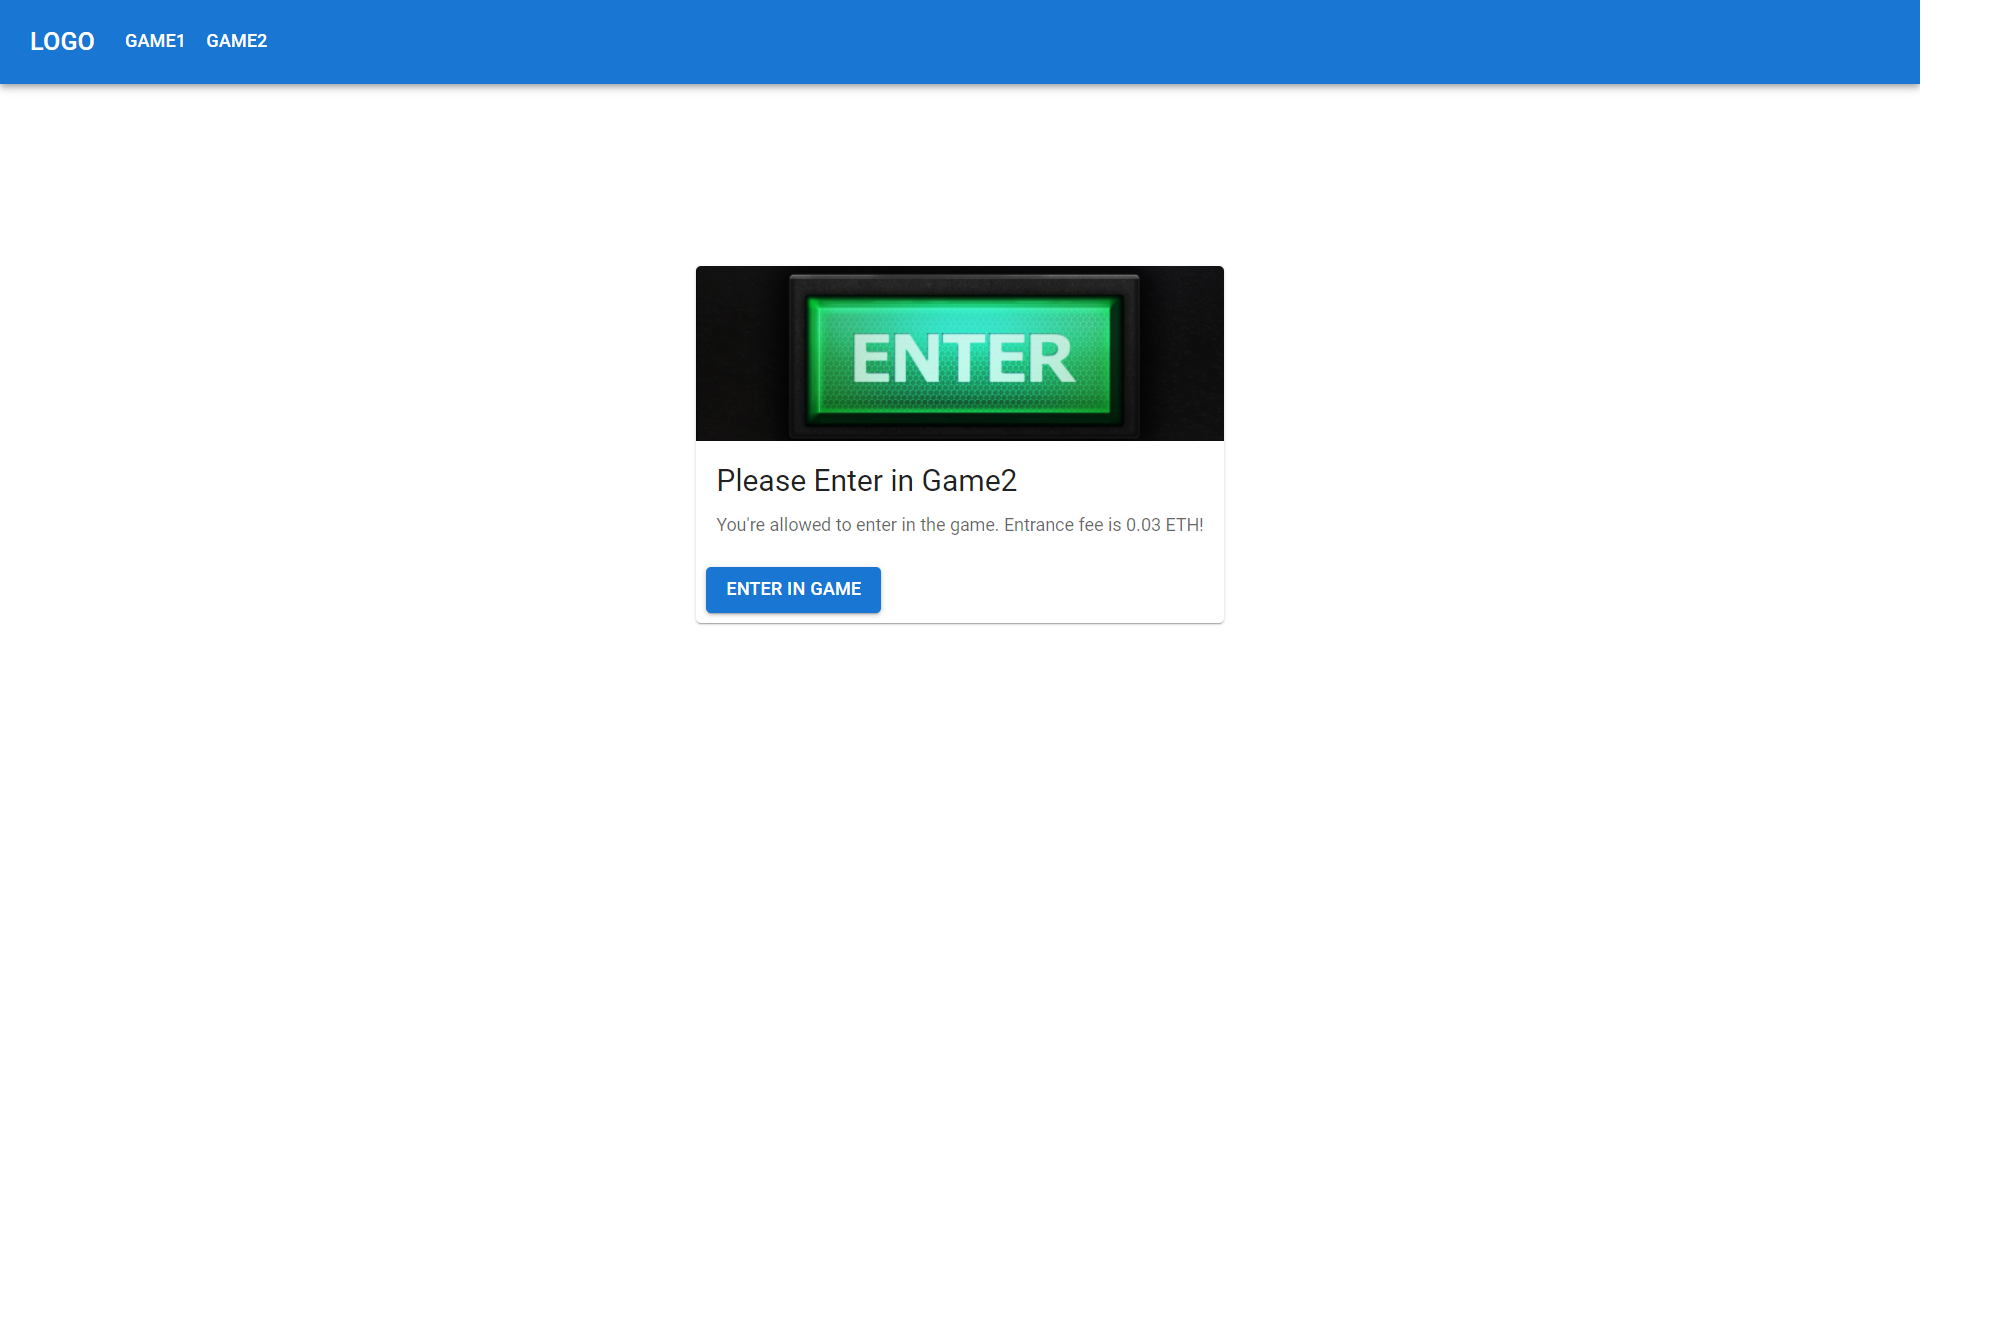 LOGO GAME1 GAME2
ENTER
Please Enter in Game2
You're allowed to enter in the game. Entrance fee is 0.03 ETH!
ENTER IN GAME